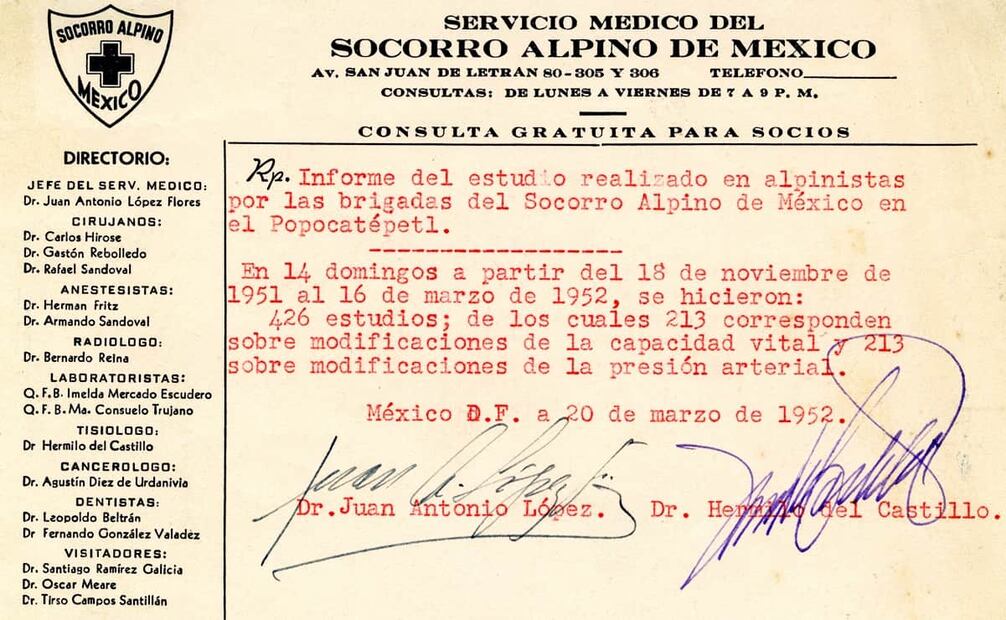 SOCORRO ALPINO
MEXICO
SERVICIO MEDICO DEL
SOCORRO ALPINO DE MEXICO
AV. SAN JUAN DE LETRAN 80-305 Y 306 TELEFONO
CONSULTAS: DE LUNES A VIERNES DE 7 A 9 P. M.
CONSULTA GRATUITA PARA SOCIOS
DIRECTORIO:
JEFE DEL SERV. MEDICO:
Dr. Juan Antonio López Flores
CIRUJANOS:
Dr. Carlos Hirose
Dr. Gastón Rebolledo
Dr. Rafael Sandoval
ANESTESISTAS:
Dr. Herman Fritz
Dr. Armando Sandoval
RADIOLOGO:
Dr. Bernardo Reina
LABORATORISTAS:
Q. F. B. Imelda Mercado Escudero
Q. F. B. Ma. Consuelo Trujano
TISIOLOGO:
Dr Hermilo del Castillo
CANCEROLOGO:
Dr. Agustín Diez de Urdanivia
DENTISTAS:
Dr. Leopoldo Beltrán
Dr Fernando González Valadéz
VISITADORES:
Dr. Santiago Ramírez Galicia
Dr. Oscar Meare
Dr. Tirso Campos Santillán
Rp. Informe del estudio realizado en alpinistas
por las brigadas del Socorro Alpino de México en
el Popocatépetl.
En 14 domingos a partir del 18 de noviembre de
1951 al 16 de marzo de 1952, se hicieron:
426 estudios; de los cuales 213 corresponden
sobre modificaciones de la capacidad vital y 213
sobre modificaciones de la presión arterial.
México D.F. a 20 de marzo de 1952.
Juan A. López
Dr. Juan Antonio López. Dr. Hermilo del Castillo.